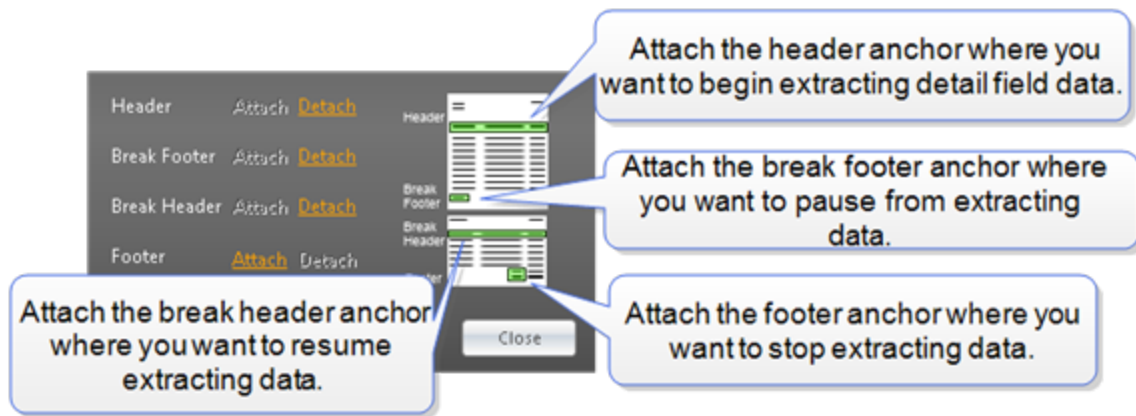 Attach the header anchor where you
want to begin extracting detail field data.
Header Attach Detach
Header
Break Footer Attach Detach
Attach the break footer anchor where
you want to pause from extracting
data.
Break
Footer
Break Header Attach Detach
Break
Header
Footer Attach Detach
Attach the break header anchor
where you want to resume
extracting data.
Attach the footer anchor where you
want to stop extracting data.
Close